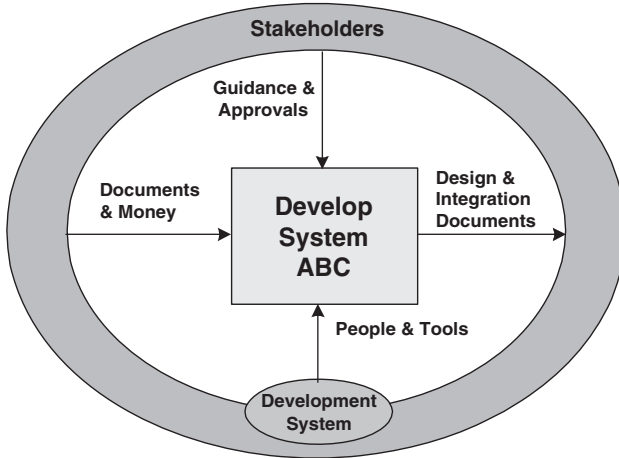 Stakeholders
Guidance &
Approvals
Documents
& Money
Develop
System
ABC
Design &
Integration
Documents
People & Tools
Development
System